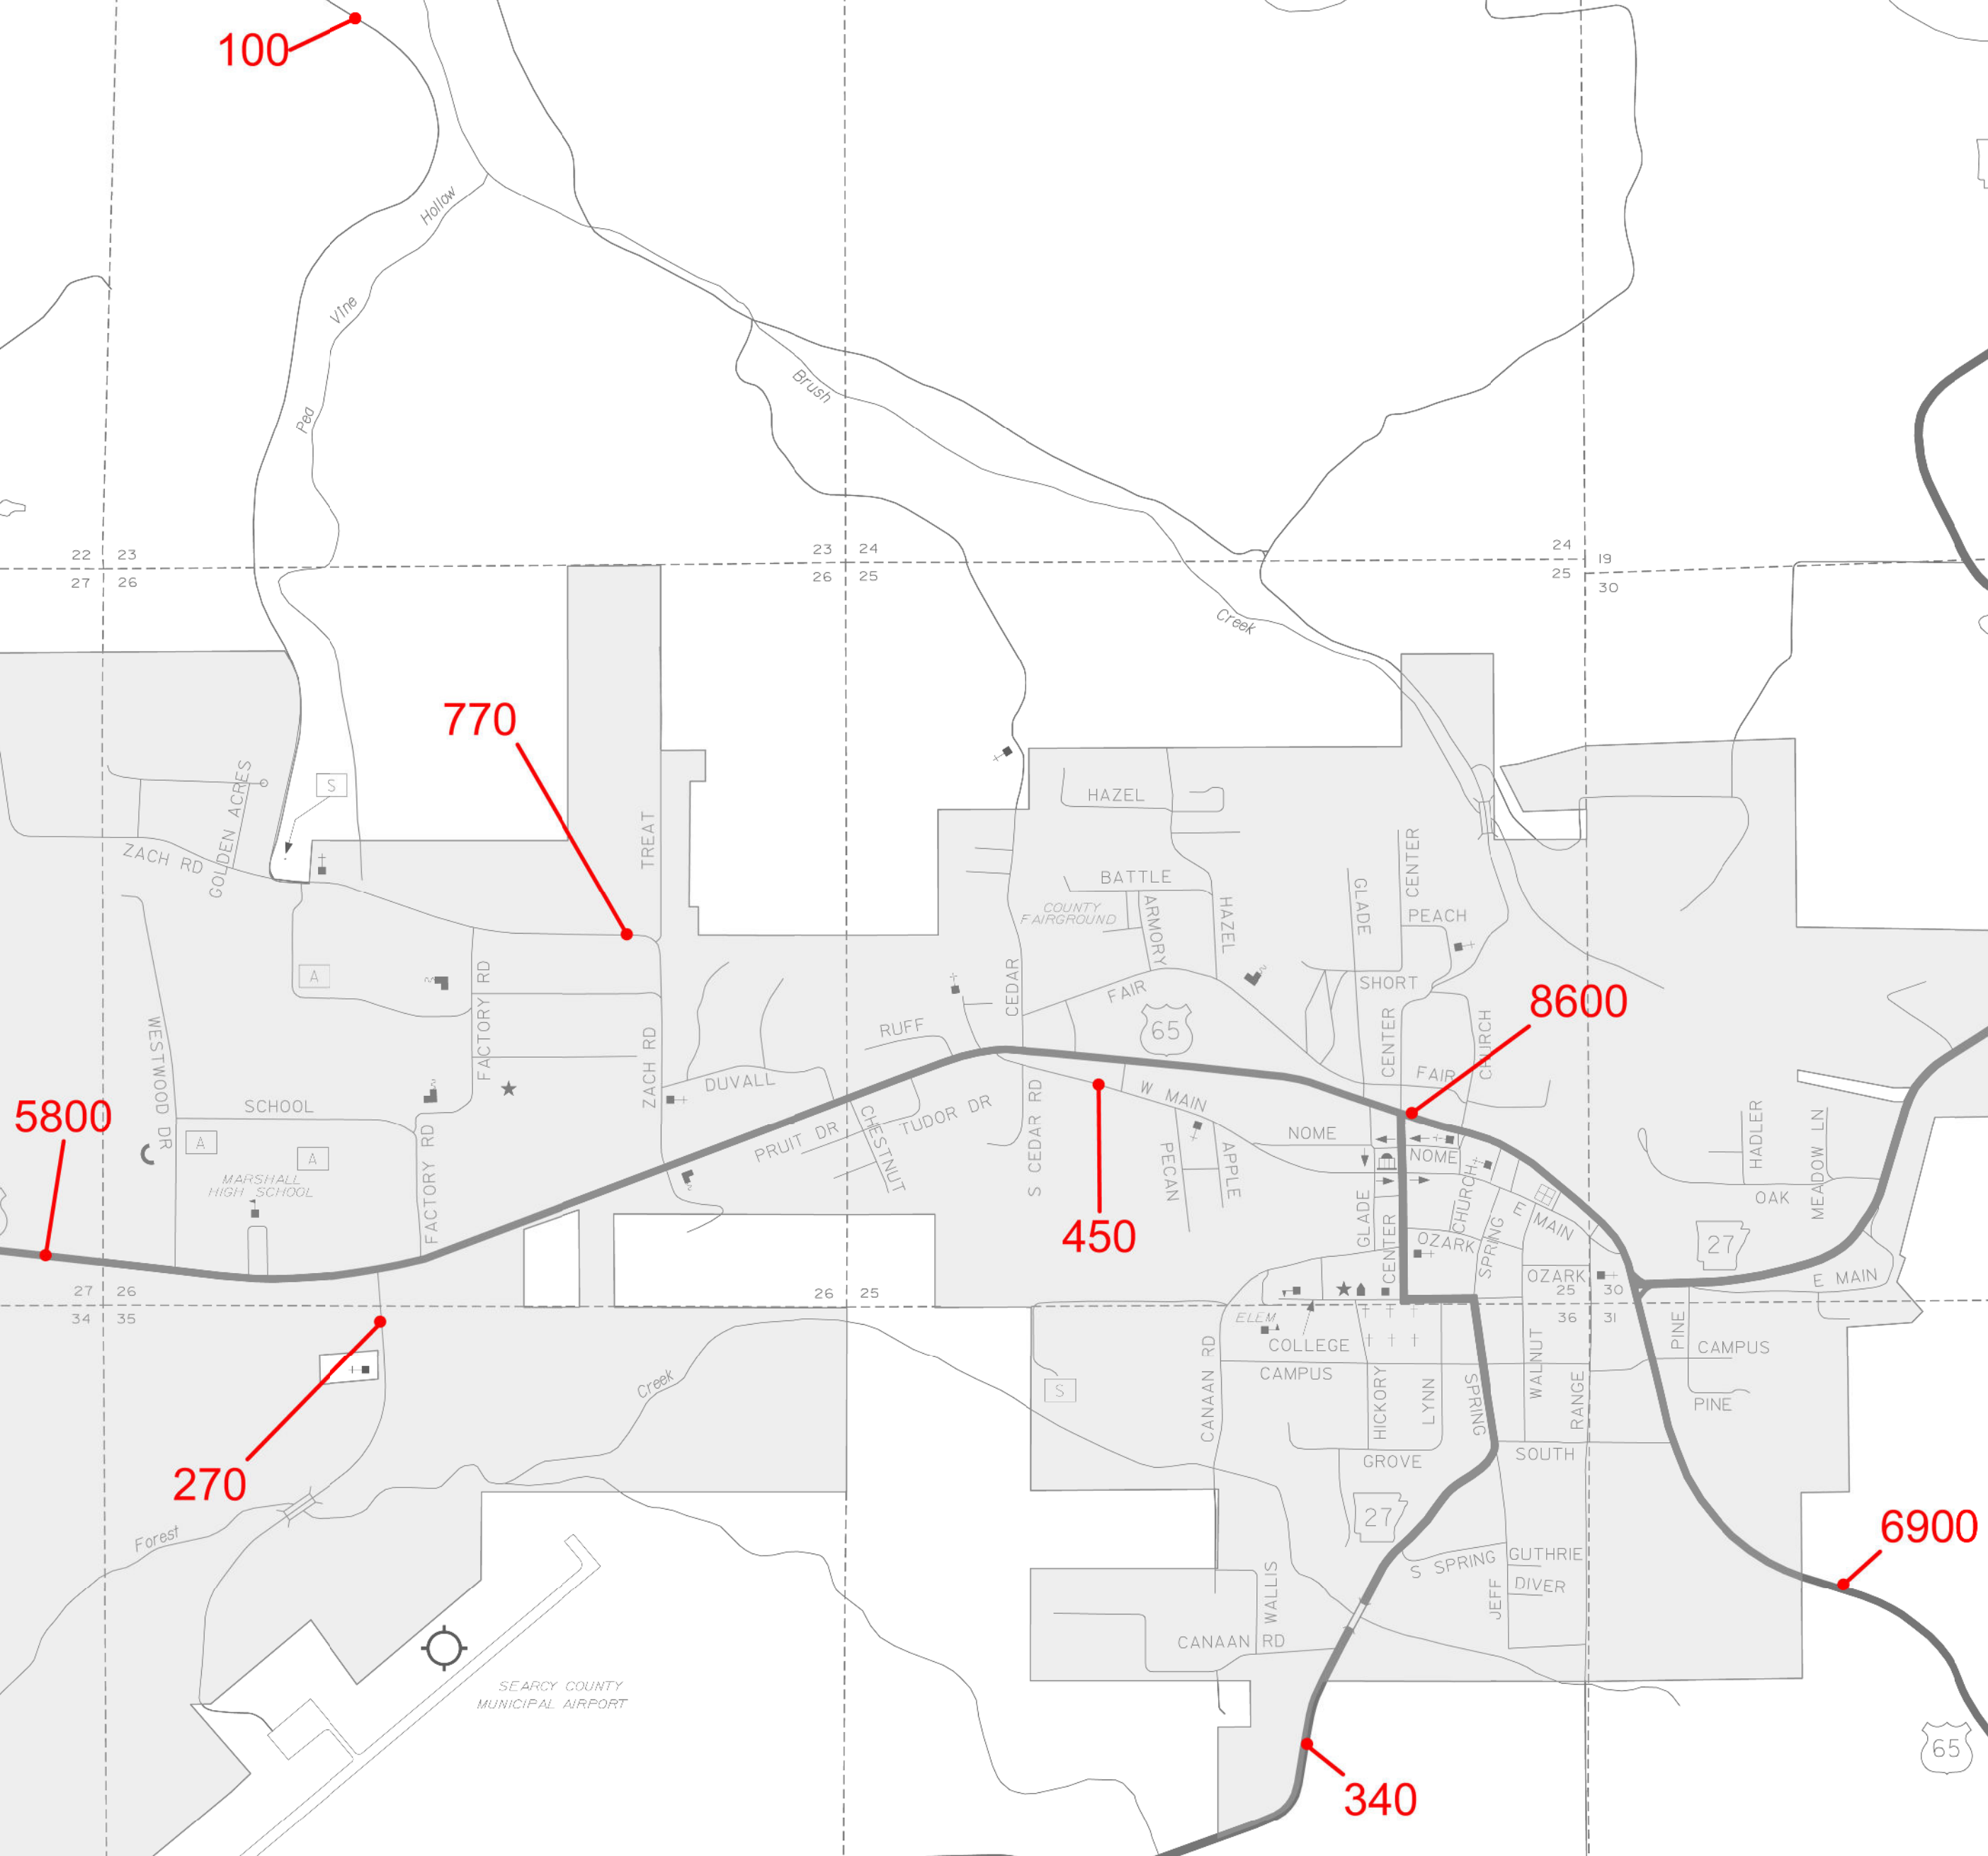 100
Hollow
Vine
Pea
Brush
Creek
22 23
27 26
23 24
26 25
24
25
19
30
770
S
GOLDEN ACRES
ZACH RD
TREAT
HAZEL
BATTLE
COUNTY
FAIRGROUND
ARMORY
HAZEL
GLADE
CENTER
PEACH
A
FACTORY RD
CEDAR
FAIR
65
SHORT
8600
WESTWOOD DR
ZACH RD
RUFF
CENTER
CHURCH
FAIR
5800
SCHOOL
DUVALL
W MAIN
A
A
PRUIT DR
CHESTNUT
TUDOR DR
S CEDAR RD
NOME
NOME
HADLER
MEADOW LN
MARSHALL
HIGH SCHOOL
FACTORY RD
PECAN
APPLE
OAK
450
GLADE
CENTER
CHURCH
SPRING
E MAIN
OZARK
27
OZARK
E MAIN
27 26
34 35
26 25
25 30
36 31
270
ELEM
COLLEGE
CAMPUS
CANAAN RD
HICKORY
LYNN
SPRING
WALNUT
RANGE
PINE
CAMPUS
PINE
S
Creek
GROVE
SOUTH
Forest
27
6900
S SPRING
GUTHRIE
DIVER
JEFF
WALLIS
CANAAN RD
SEARCY COUNTY
MUNICIPAL AIRPORT
65
340